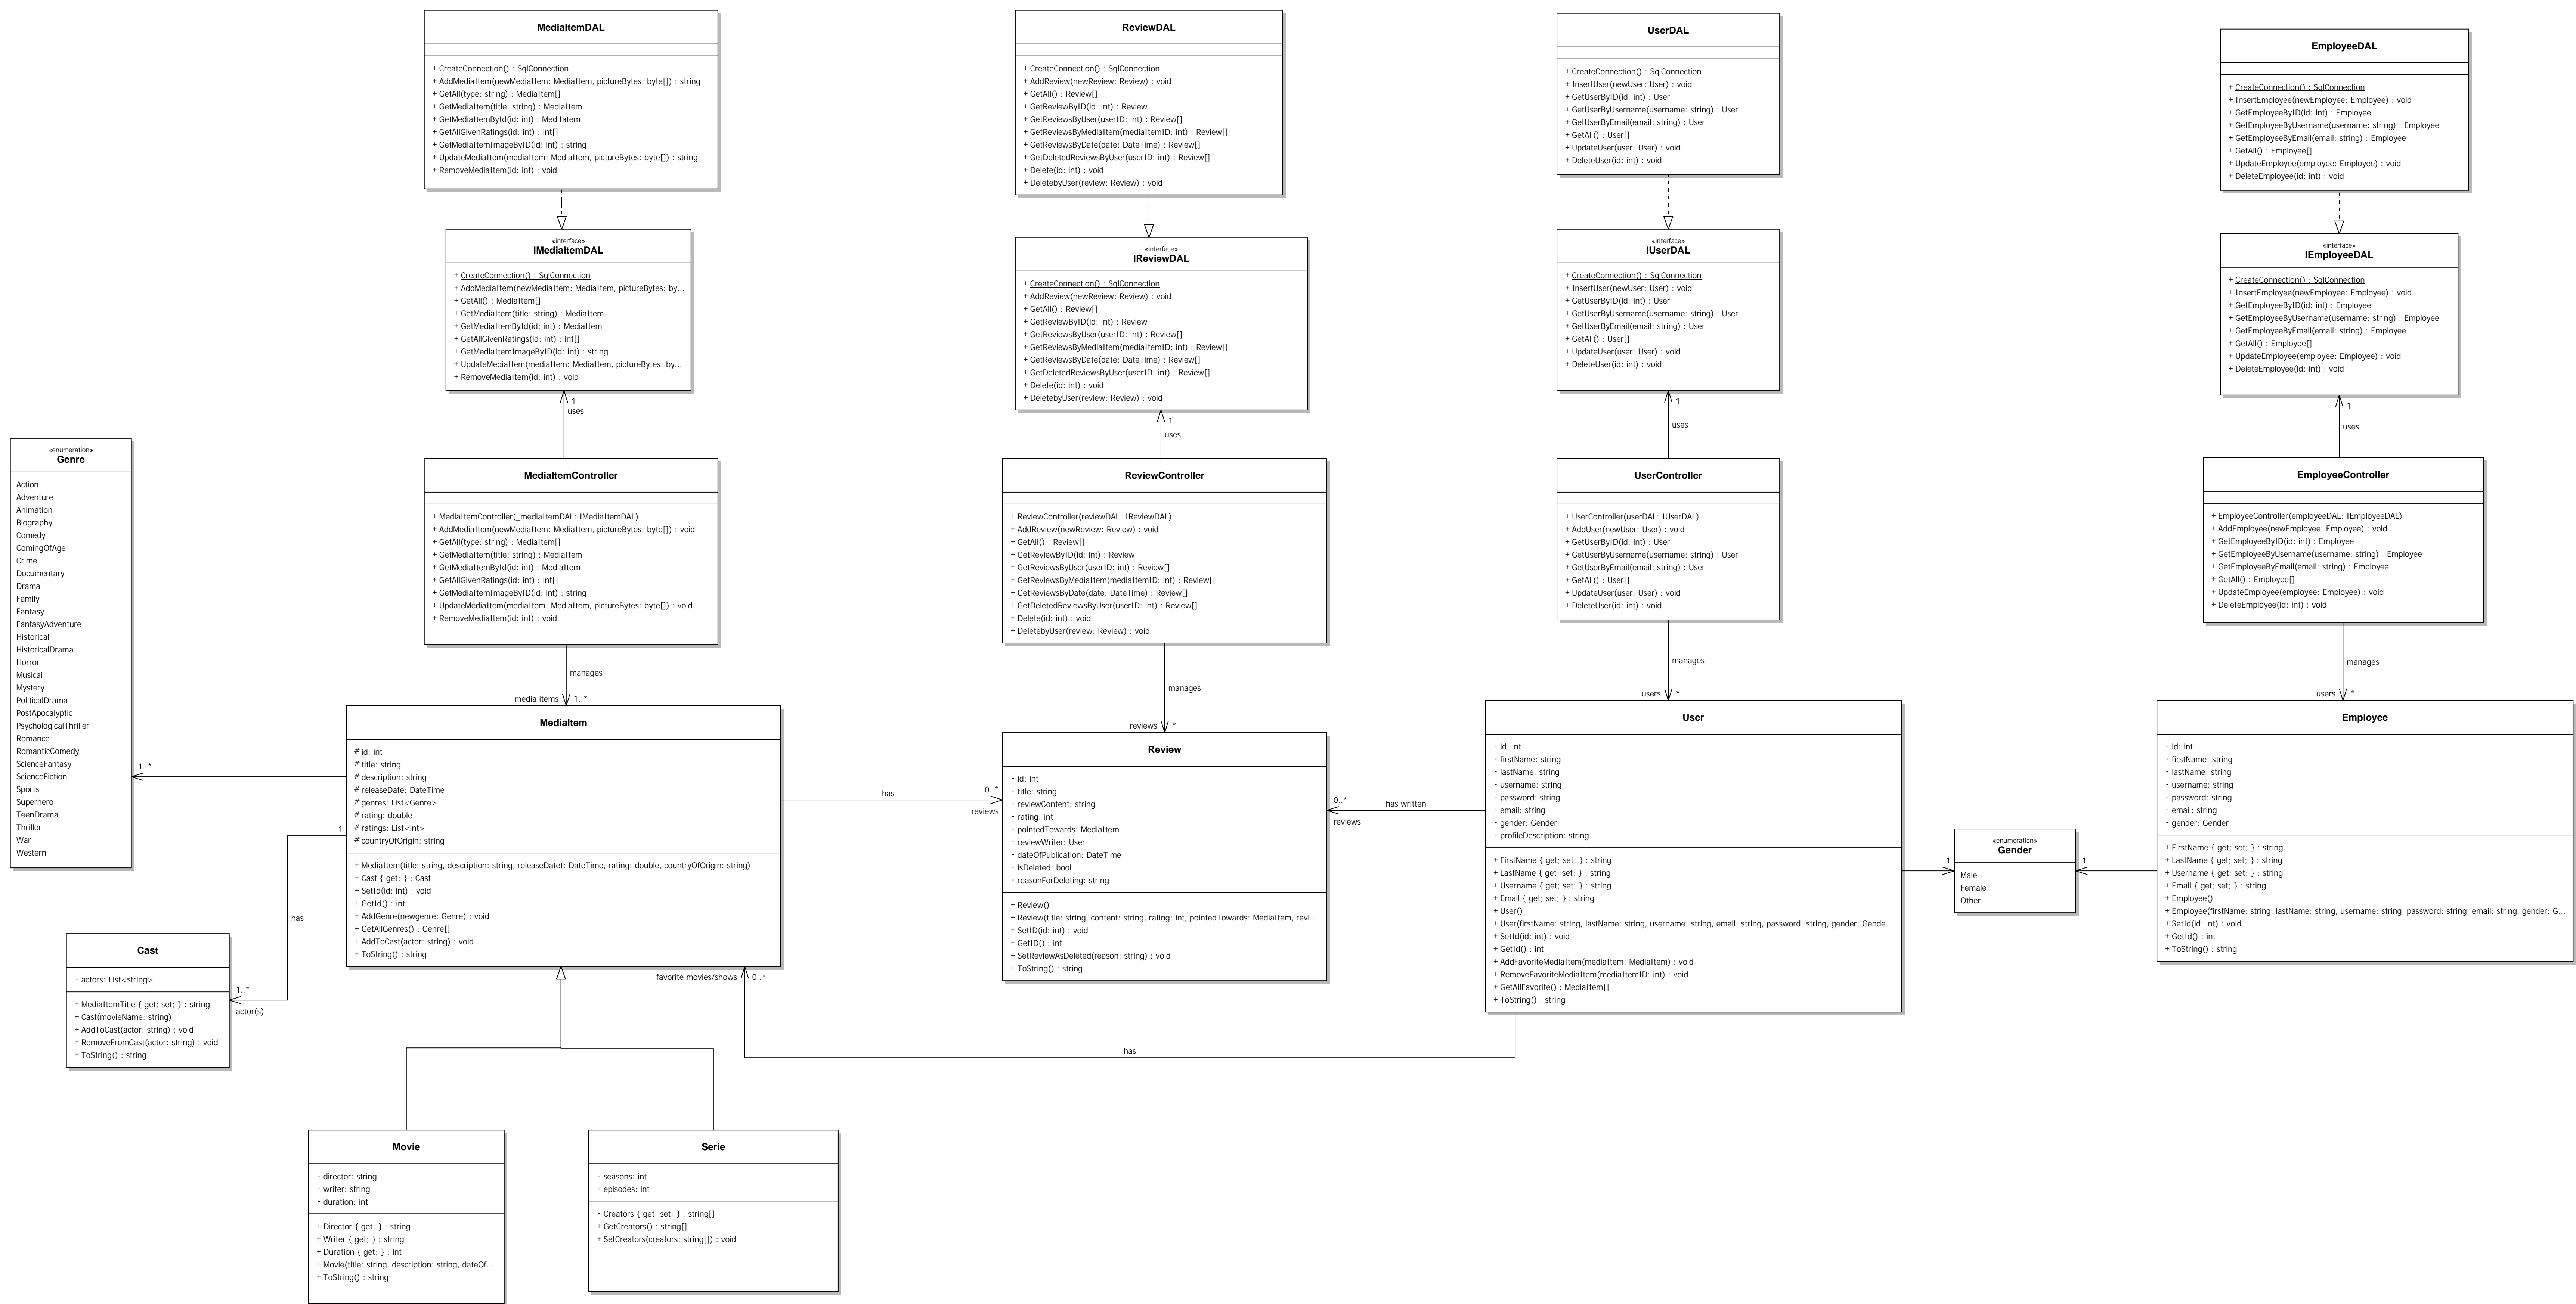 MediaItemDAL
+ CreateConnection() : SqlConnection
+ AddMediaItem(newMediaItem: MediaItem, pictureBytes: byte[]) : string
+ GetAll(type: string) : MediaItem[]
+ GetMediaItem(title: string) : MediaItem
+ GetMediaItemById(id: int) : MediIatem
+ GetAllGivenRatings(id: int) : int[]
+ GetMediaItemImageByID(id: int) : string
+ UpdateMediaItem(mediaItem: MediaItem, pictureBytes: byte[]) : string
+ RemoveMediaItem(id: int) : void
ReviewDAL
+ CreateConnection() : SqlConnection
+ AddReview(newReview: Review) : void
+ GetAll() : Review[]
+ GetReviewByID(id: int) : Review
+ GetReviewsByUser(userID: int) : Review[]
+ GetReviewsByMediaItem(mediaItemID: int) : Review[]
+ GetReviewsByDate(date: DateTime) : Review[]
+ GetDeletedReviewsByUser(userID: int) : Review[]
+ Delete(id: int) : void
+ DeletebyUser(review: Review) : void
UserDAL
+ CreateConnection() : SqlConnection
+ InsertUser(newUser: User) : void
+ GetUserByID(id: int) : User
+ GetUserByUsername(username: string) : User
+ GetUserByEmail(email: string) : User
+ GetAll() : User[]
+ UpdateUser(user: User) : void
+ DeleteUser(id: int) : void
EmployeeDAL
+ CreateConnection() : SqlConnection
+ InsertEmployee(newEmployee: Employee) : void
+ GetEmployeeByID(id: int) : Employee
+ GetEmployeeByUsername(username: string) : Employee
+ GetEmployeeByEmail(email: string) : Employee
+ GetAll() : Employee[]
+ UpdateEmployee(employee: Employee) : void
+ DeleteEmployee(id: int) : void
«interface»
IMediaItemDAL
+ CreateConnection() : SqlConnection
+ AddMediaItem(newMediaItem: MediaItem, pictureBytes: by...
+ GetAll() : MediaItem[]
+ GetMediaItem(title: string) : MediaItem
+ GetMediaItemById(id: int) : MediaItem
+ GetAllGivenRatings(id: int) : int[]
+ GetMediaItemImageByID(id: int) : string
+ UpdateMediaItem(mediaItem: MediaItem, pictureBytes: by...
+ RemoveMediaItem(id: int) : void
1
uses
«interface»
IReviewDAL
+ CreateConnection() : SqlConnection
+ AddReview(newReview: Review) : void
+ GetAll() : Review[]
+ GetReviewByID(id: int) : Review
+ GetReviewsByUser(userID: int) : Review[]
+ GetReviewsByMediaItem(mediaItemID: int) : Review[]
+ GetReviewsByDate(date: DateTime) : Review[]
+ GetDeletedReviewsByUser(userID: int) : Review[]
+ Delete(id: int) : void
+ DeletebyUser(review: Review) : void
1
uses
«interface»
IUserDAL
+ CreateConnection() : SqlConnection
+ InsertUser(newUser: User) : void
+ GetUserByID(id: int) : User
+ GetUserByUsername(username: string) : User
+ GetUserByEmail(email: string) : User
+ GetAll() : User[]
+ UpdateUser(user: User) : void
+ DeleteUser(id: int) : void
1
uses
«interface»
IEmployeeDAL
+ CreateConnection() : SqlConnection
+ InsertEmployee(newEmployee: Employee) : void
+ GetEmployeeByID(id: int) : Employee
+ GetEmployeeByUsername(username: string) : Employee
+ GetEmployeeByEmail(email: string) : Employee
+ GetAll() : Employee[]
+ UpdateEmployee(employee: Employee) : void
+ DeleteEmployee(id: int) : void
1
uses
«enumeration»
Genre
Action
Adventure
Animation
Biography
Comedy
ComingOfAge
Crime
Documentary
Drama
Family
Fantasy
FantasyAdventure
Historical
HistoricalDrama
Horror
Musical
Mystery
PoliticalDrama
PostApocalyptic
PsychologicalThriller
Romance
RomanticComedy
ScienceFantasy
ScienceFiction
Sports
Superhero
TeenDrama
Thriller
War
Western
MediaItemController
+ MediaItemController(_mediaItemDAL: IMediaItemDAL)
+ AddMediaItem(newMediaItem: MediaItem, pictureBytes: byte[]) : void
+ GetAll(type: string) : MediaItem[]
+ GetMediaItem(title: string) : MediaItem
+ GetMediaItemById(id: int) : MediaItem
+ GetAllGivenRatings(id: int) : int[]
+ GetMediaItemImageByID(id: int) : string
+ UpdateMediaItem(mediaItem: MediaItem, pictureBytes: byte[]) : void
+ RemoveMediaItem(id: int) : void
manages
media items 1..*
ReviewController
+ ReviewController(reviewDAL: IReviewDAL)
+ AddReview(newReview: Review) : void
+ GetAll() : Review[]
+ GetReviewByID(id: int) : Review
+ GetReviewsByUser(userID: int) : Review[]
+ GetReviewsByMediaItem(mediaItemID: int) : Review[]
+ GetReviewsByDate(date: DateTime) : Review[]
+ GetDeletedReviewsByUser(userID: int) : Review[]
+ Delete(id: int) : void
+ DeletebyUser(review: Review) : void
manages
reviews *
UserController
+ UserController(userDAL: IUserDAL)
+ AddUser(newUser: User) : void
+ GetUserByID(id: int) : User
+ GetUserByUsername(username: string) : User
+ GetUserByEmail(email: string) : User
+ GetAll() : User[]
+ UpdateUser(user: User) : void
+ DeleteUser(id: int) : void
manages
users *
EmployeeController
+ EmployeeController(employeeDAL: IEmployeeDAL)
+ AddEmployee(newEmployee: Employee) : void
+ GetEmployeeByID(id: int) : Employee
+ GetEmployeeByUsername(username: string) : Employee
+ GetEmployeeByEmail(email: string) : Employee
+ GetAll() : Employee[]
+ UpdateEmployee(employee: Employee) : void
+ DeleteEmployee(id: int) : void
manages
users *
MediaItem
# id: int
# title: string
# description: string
# releaseDate: DateTime
# genres: List<Genre>
# rating: double
# ratings: List<int>
# countryOfOrigin: string
+ MediaItem(title: string, description: string, releaseDatet: DateTime, rating: double, countryOfOrigin: string)
+ Cast { get; } : Cast
+ SetId(id: int) : void
+ GetId() : int
+ AddGenre(newgenre: Genre) : void
+ GetAllGenres() : Genre[]
+ AddToCast(actor: string) : void
+ ToString() : string
1..*
1
has
1..*
actor(s)
has
0..*
reviews
Review
- id: int
- title: string
- reviewContent: string
- rating: int
- pointedTowards: MediaItem
- reviewWriter: User
- dateOfPublication: DateTime
- isDeleted: bool
- reasonForDeleting: string
+ Review()
+ Review(title: string, content: string, rating: int, pointedTowards: MediaItem, revi...
+ SetID(id: int) : void
+ GetID() : int
+ SetReviewAsDeleted(reason: string) : void
+ ToString() : string
0..*
has written
reviews
User
- id: int
- firstName: string
- lastName: string
- username: string
- password: string
- email: string
- gender: Gender
- profileDescription: string
+ FirstName { get; set; } : string
+ LastName { get; set; } : string
+ Username { get; set; } : string
+ Email { get; set; } : string
+ User()
+ User(firstName: string, lastName: string, username: string, email: string, password: string, gender: Gende...
+ SetId(id: int) : void
+ GetId() : int
+ AddFavoriteMediaItem(mediaItem: MediaItem) : void
+ RemoveFavoriteMediaItem(mediaItemID: int) : void
+ GetAllFavorite() : MediaItem[]
+ ToString() : string
1
«enumeration»
Gender
Male
Female
Other
1
Employee
- id: int
- firstName: string
- lastName: string
- username: string
- password: string
- email: string
- gender: Gender
+ FirstName { get; set; } : string
+ LastName { get; set; } : string
+ Username { get; set; } : string
+ Email { get; set; } : string
+ Employee()
+ Employee(firstName: string, lastName: string, username: string, password: string, email: string, gender: G...
+ SetId(id: int) : void
+ GetId() : int
+ ToString() : string
Cast
- actors: List<string>
+ MediaItemTitle { get; set; } : string
+ Cast(movieName: string)
+ AddToCast(actor: string) : void
+ RemoveFromCast(actor: string) : void
+ ToString() : string
favorite movies/shows 0..*
has
Movie
- director: string
- writer: string
- duration: int
+ Director { get; } : string
+ Writer { get; } : string
+ Duration { get; } : int
+ Movie(title: string, description: string, dateOf...
+ ToString() : string
Serie
- seasons: int
- episodes: int
- Creators { get; set; } : string[]
+ GetCreators() : string[]
+ SetCreators(creators: string[]) : void